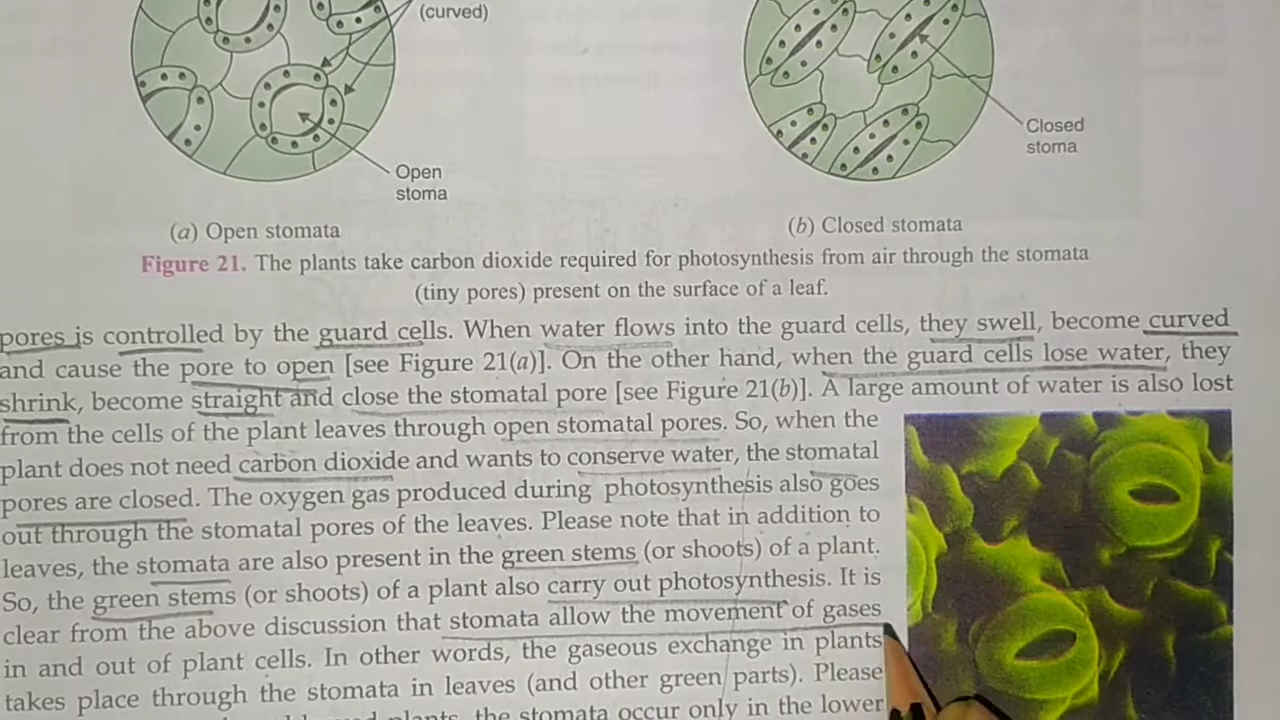 (curved)
Open
stoma
Closed
stoma
(a) Open stomata
(b) Closed stomata
Figure 21. The plants take carbon dioxide required for photosynthesis from air through the stomata
(tiny pores) present on the surface of a leaf.
pores is controlled by the guard cells. When water flows into the guard cells, they swell, become curved
and cause the pore to open [see Figure 21(a)]. On the other hand, when the guard cells lose water, they
shrink, become straight and close the stomatal pore [see Figure 21(b)]. A large amount of water is also lost
from the cells of the plant leaves through open stomatal pores. So, when the
plant does not need carbon dioxide and wants to conserve water, the stomatal
pores are closed. The oxygen gas produced during photosynthesis also goes
out through the stomatal pores of the leaves. Please note that in addition to
leaves, the stomata are also present in the green stems (or shoots) of a plant.
So, the green stems (or shoots) of a plant also carry out photosynthesis. It is
clear from the above discussion that stomata allow the movement of gases
in and out of plant cells. In other words, the gaseous exchange in plants
takes place through the stomata in leaves (and other green parts). Please
plants, the stomata occur only in the lower